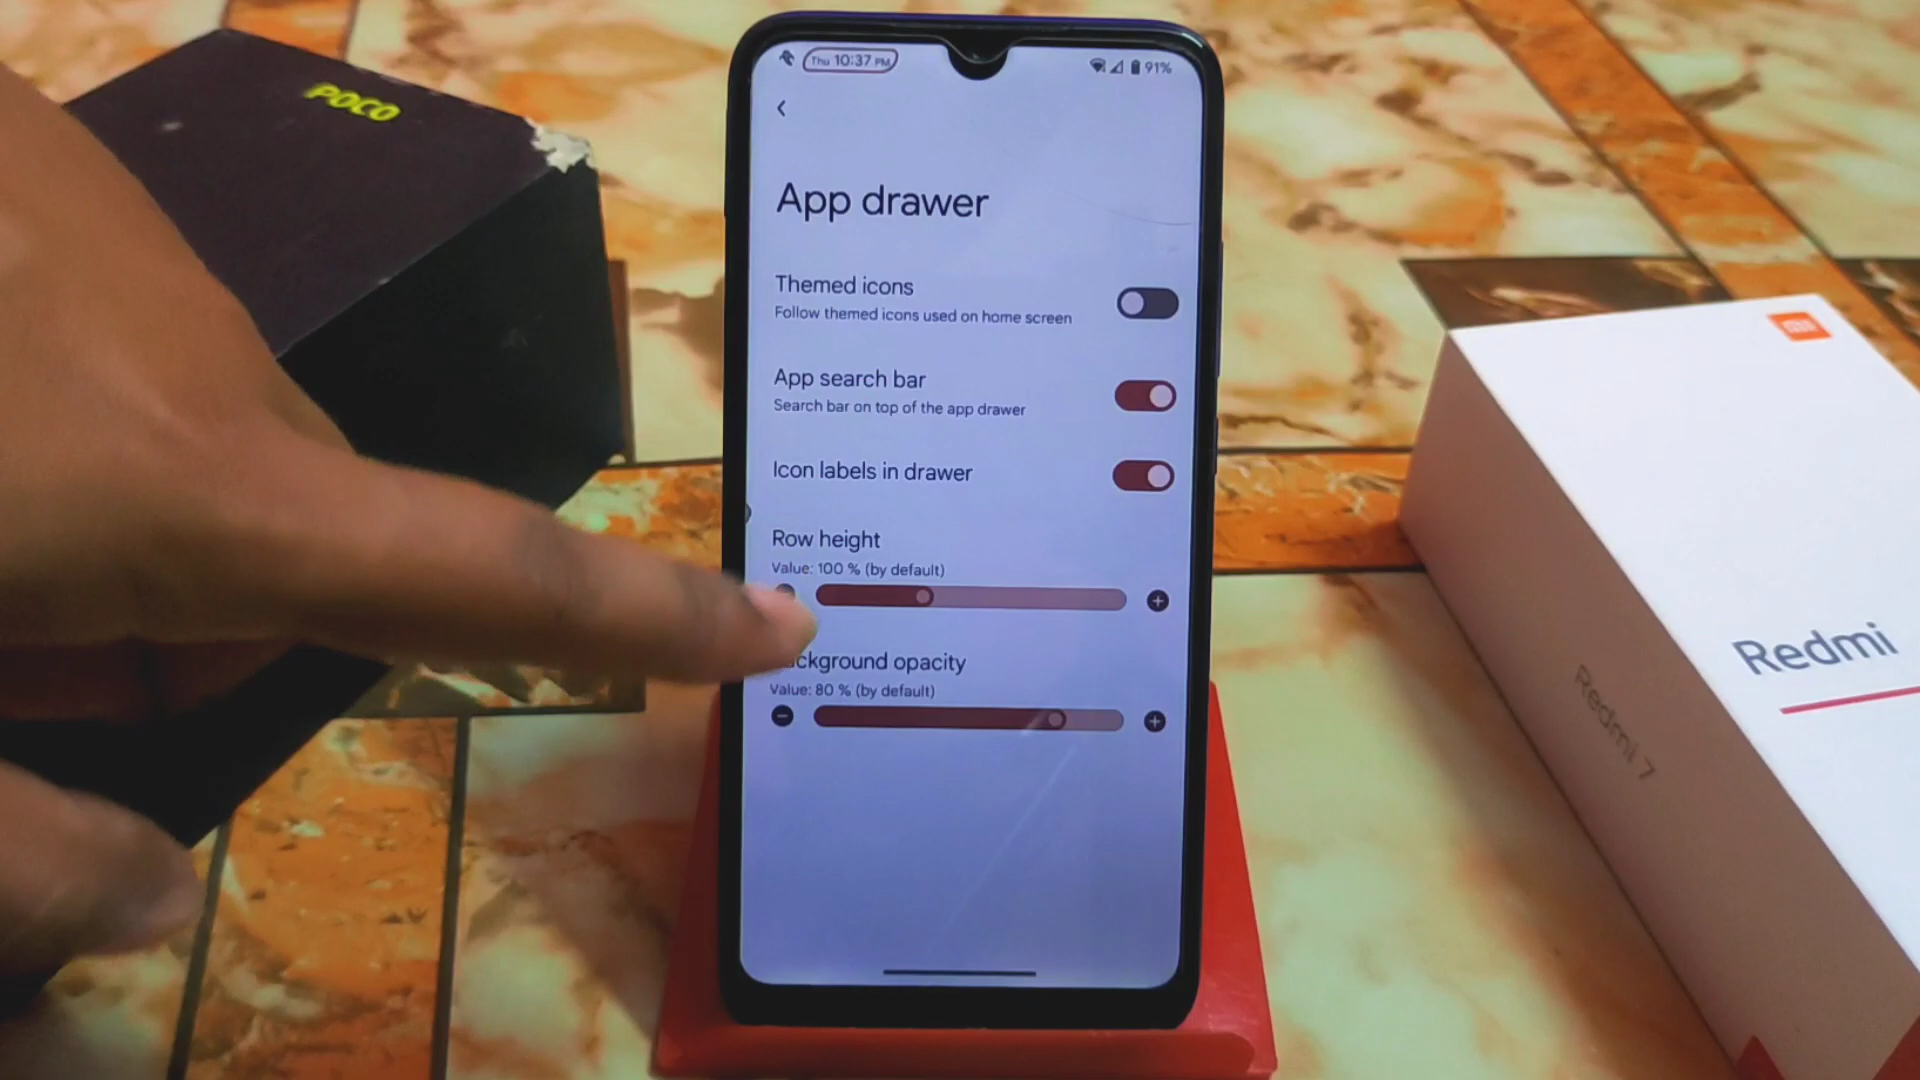 POCO
Thu 10:37 PM
91%
App drawer
Themed icons
Follow themed icons used on home screen
App search bar
Search bar on top of the app drawer
Icon labels in drawer
Row height
Value: 100 % (by default)
ckground opacity
Value: 80 % (by default)
mi
Redmi
Redmi 7